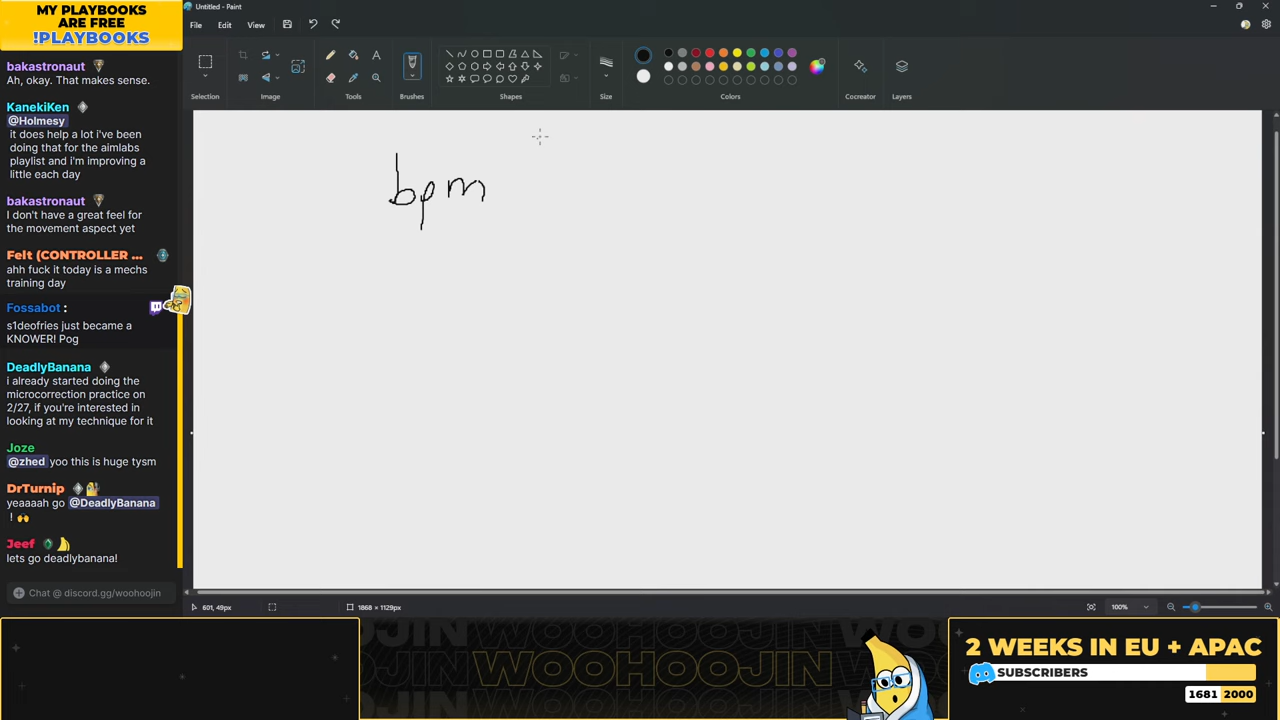 MY PLAYBOOKS
ARE FREE
!PLAYBOOKS
bakastronaut
Ah, okay. That makes sense.
KanekiKen
@Holmesy
it does help a lot i've been
doing that for the aimlabs
playlist and i'm improving a
little each day
bakastronaut
I don't have a great feel for
the movement aspect yet
Felt (CONTROLLER ...
ahh fuck it today is a mechs
training day
Fossabot :
s1deofries just became a
KNOWER! Pog
DeadlyBanana
i already started doing the
microcorrection practice on
2/27, if you're interested in
looking at my technique for it
Joze
@zhed yoo this is huge tysm
DrTurnip
yeaaaah go @DeadlyBanana
!
Jeef
lets go deadlybanana!
Chat @ discord.gg/woohoojin
Untitled - Paint
File Edit View
Selection Image Tools Brushes Shapes Size Colors Cocreator Layers
bpm
601, 49px 1868 × 1129px 100%
WOOHOOJIN
WOOHOOJIN
2 WEEKS IN EU + APAC
SUBSCRIBERS
1681 2000